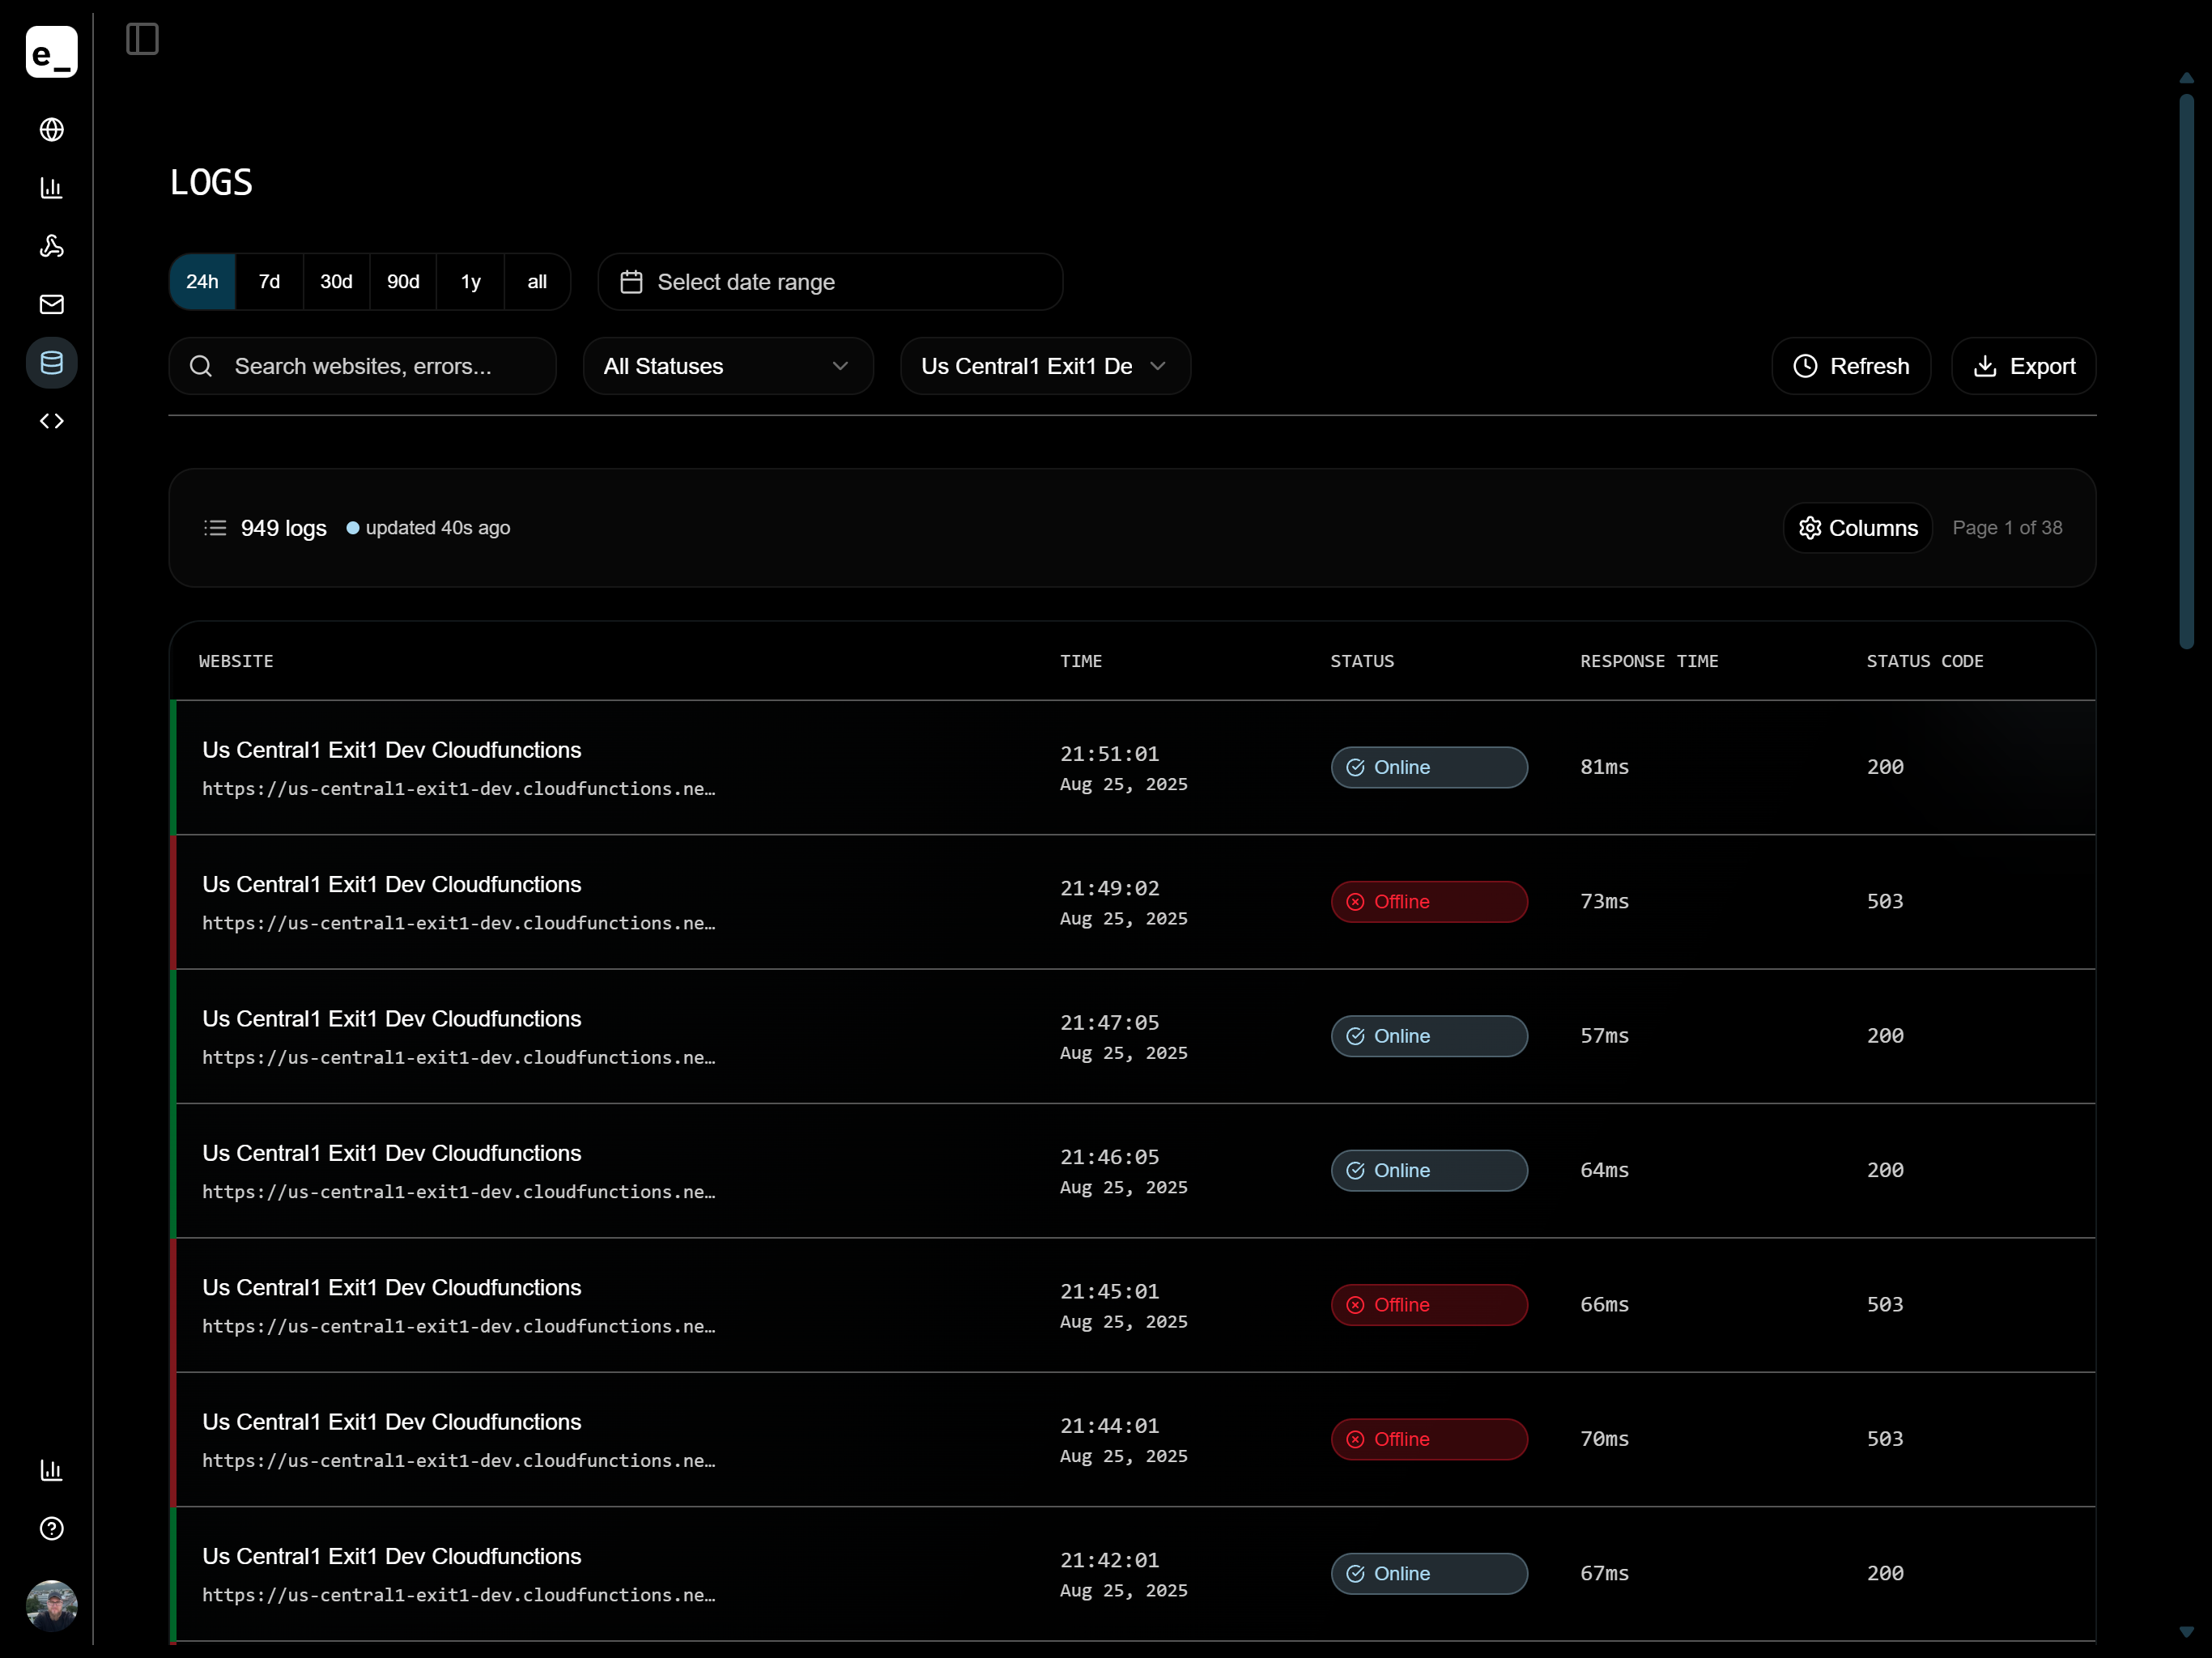 e_
LOGS
24h 7d 30d 90d 1y all Select date range
Search websites, errors... All Statuses Us Central1 Exit1 De Refresh Export
949 logs updated 40s ago Columns Page 1 of 38
WEBSITE TIME STATUS RESPONSE TIME STATUS CODE
Us Central1 Exit1 Dev Cloudfunctions
https://us-central1-exit1-dev.cloudfunctions.ne…
21:51:01
Aug 25, 2025
Online 81ms 200
Us Central1 Exit1 Dev Cloudfunctions
https://us-central1-exit1-dev.cloudfunctions.ne…
21:49:02
Aug 25, 2025
Offline 73ms 503
Us Central1 Exit1 Dev Cloudfunctions
https://us-central1-exit1-dev.cloudfunctions.ne…
21:47:05
Aug 25, 2025
Online 57ms 200
Us Central1 Exit1 Dev Cloudfunctions
https://us-central1-exit1-dev.cloudfunctions.ne…
21:46:05
Aug 25, 2025
Online 64ms 200
Us Central1 Exit1 Dev Cloudfunctions
https://us-central1-exit1-dev.cloudfunctions.ne…
21:45:01
Aug 25, 2025
Offline 66ms 503
Us Central1 Exit1 Dev Cloudfunctions
https://us-central1-exit1-dev.cloudfunctions.ne…
21:44:01
Aug 25, 2025
Offline 70ms 503
Us Central1 Exit1 Dev Cloudfunctions
https://us-central1-exit1-dev.cloudfunctions.ne…
21:42:01
Aug 25, 2025
Online 67ms 200